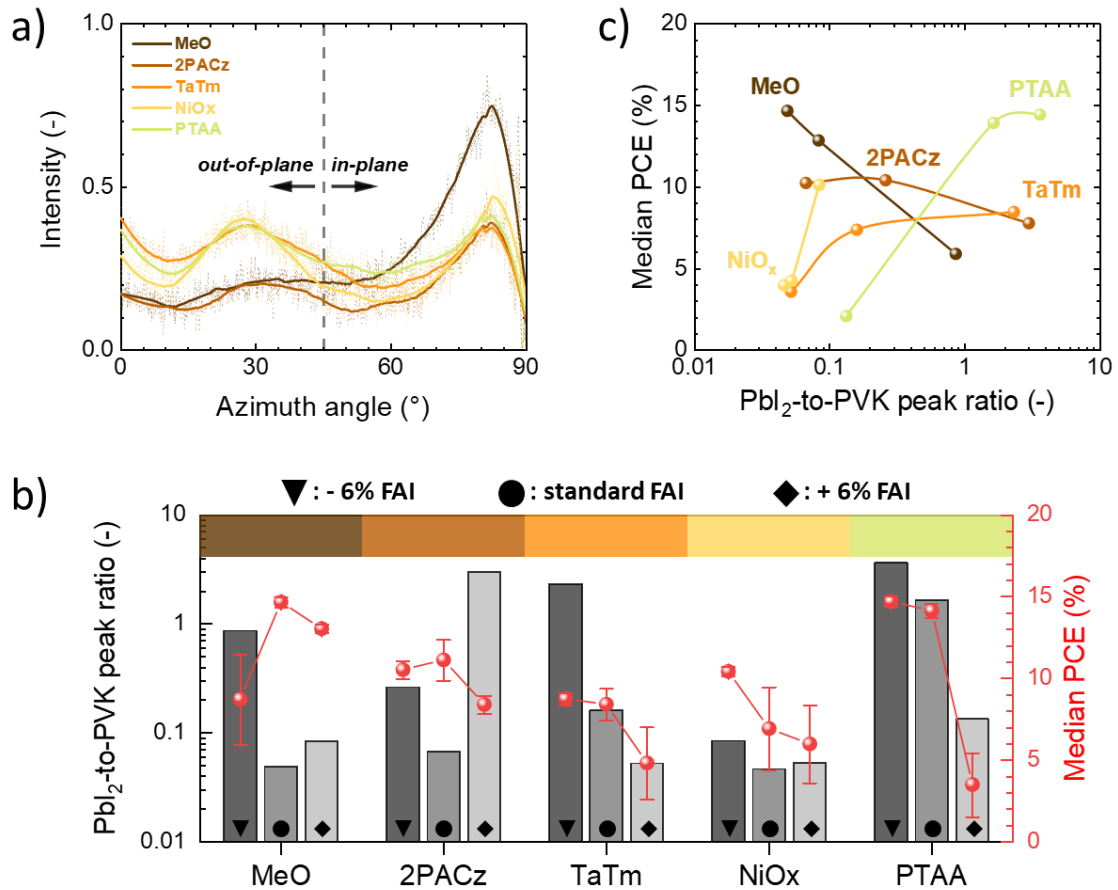 a)
1.0
0.5
0.0
Intensity (-)
MeO
2PACz
TaTm
NiOx
PTAA
out-of-plane
in-plane
0
30
60
90
Azimuth angle (°)
c)
20
15
10
5
0
Median PCE (%)
MeO
PTAA
2PACz
TaTm
NiOₓ
0.01
0.1
1
10
PbI₂-to-PVK peak ratio (-)
b)
▼ : - 6% FAI
● : standard FAI
◆ : + 6% FAI
10
1
0.1
0.01
PbI₂-to-PVK peak ratio (-)
20
15
10
5
0
Median PCE (%)
MeO
2PACz
TaTm
NiOx
PTAA